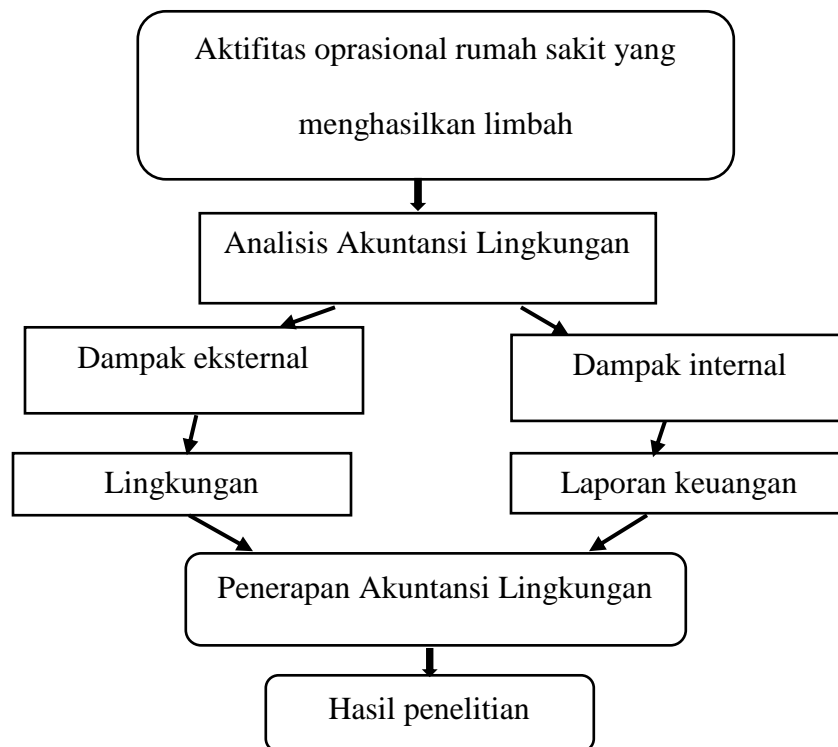 Aktifitas oprasional rumah sakit yang
menghasilkan limbah
Analisis Akuntansi Lingkungan
Dampak eksternal
Dampak internal
Lingkungan
Laporan keuangan
Penerapan Akuntansi Lingkungan
Hasil penelitian